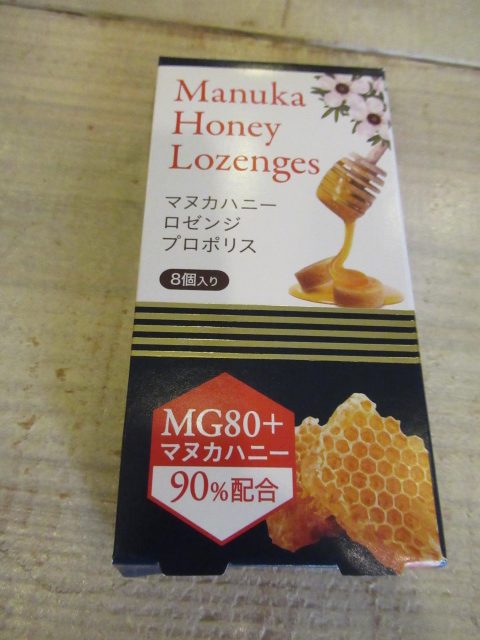 Manuka
Honey
Lozenges
マヌカハニー
ロゼンジ
プロポリス
8個入り
MG80+
マヌカハニー
90%配合